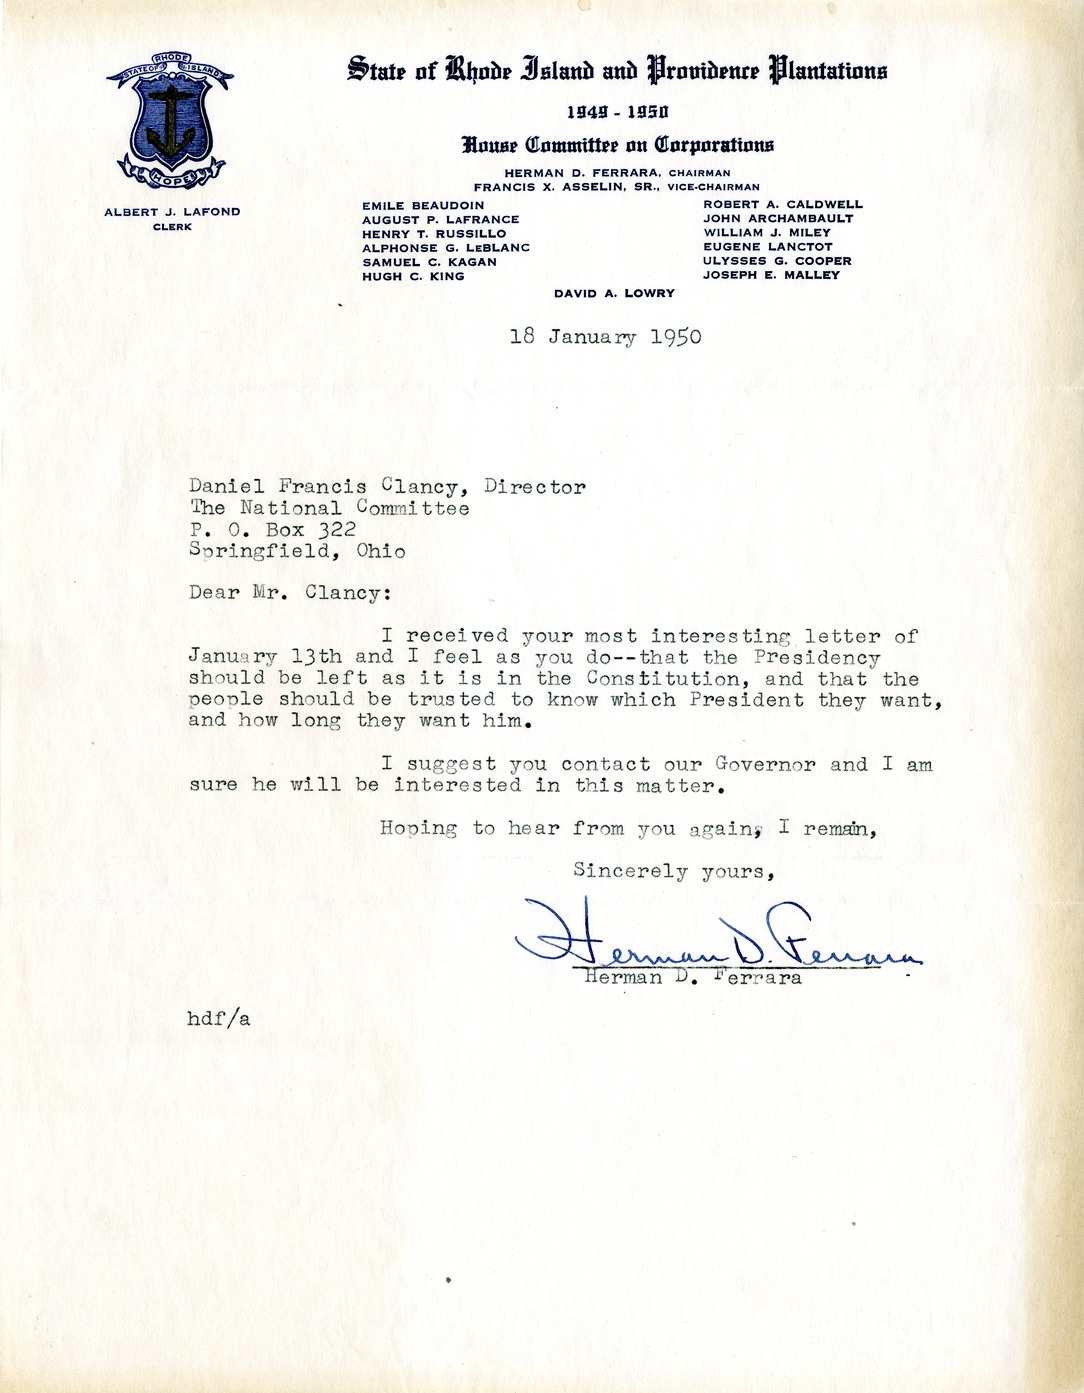 RHODE
STATE OF ISLAND
HOPE
ALBERT J. LAFOND
CLERK
State of Rhode Island and Providence Plantations
1949 - 1950
House Committee on Corporations
HERMAN D. FERRARA, CHAIRMAN
FRANCIS X. ASSELIN, SR., VICE-CHAIRMAN
EMILE BEAUDOIN
AUGUST P. LAFRANCE
HENRY T. RUSSILLO
ALPHONSE G. LEBLANC
SAMUEL C. KAGAN
HUGH C. KING
ROBERT A. CALDWELL
JOHN ARCHAMBAULT
WILLIAM J. MILEY
EUGENE LANCTOT
ULYSSES G. COOPER
JOSEPH E. MALLEY
DAVID A. LOWRY
18 January 1950
Daniel Francis Clancy, Director
The National Committee
P. O. Box 322
Springfield, Ohio
Dear Mr. Clancy:
I received your most interesting letter of
January 13th and I feel as you do--that the Presidency
should be left as it is in the Constitution, and that the
people should be trusted to know which President they want,
and how long they want him.
I suggest you contact our Governor and I am
sure he will be interested in this matter.
Hoping to hear from you again, I remain,
Sincerely yours,
Herman D. Ferrara
Herman D. Ferrara
hdf/a